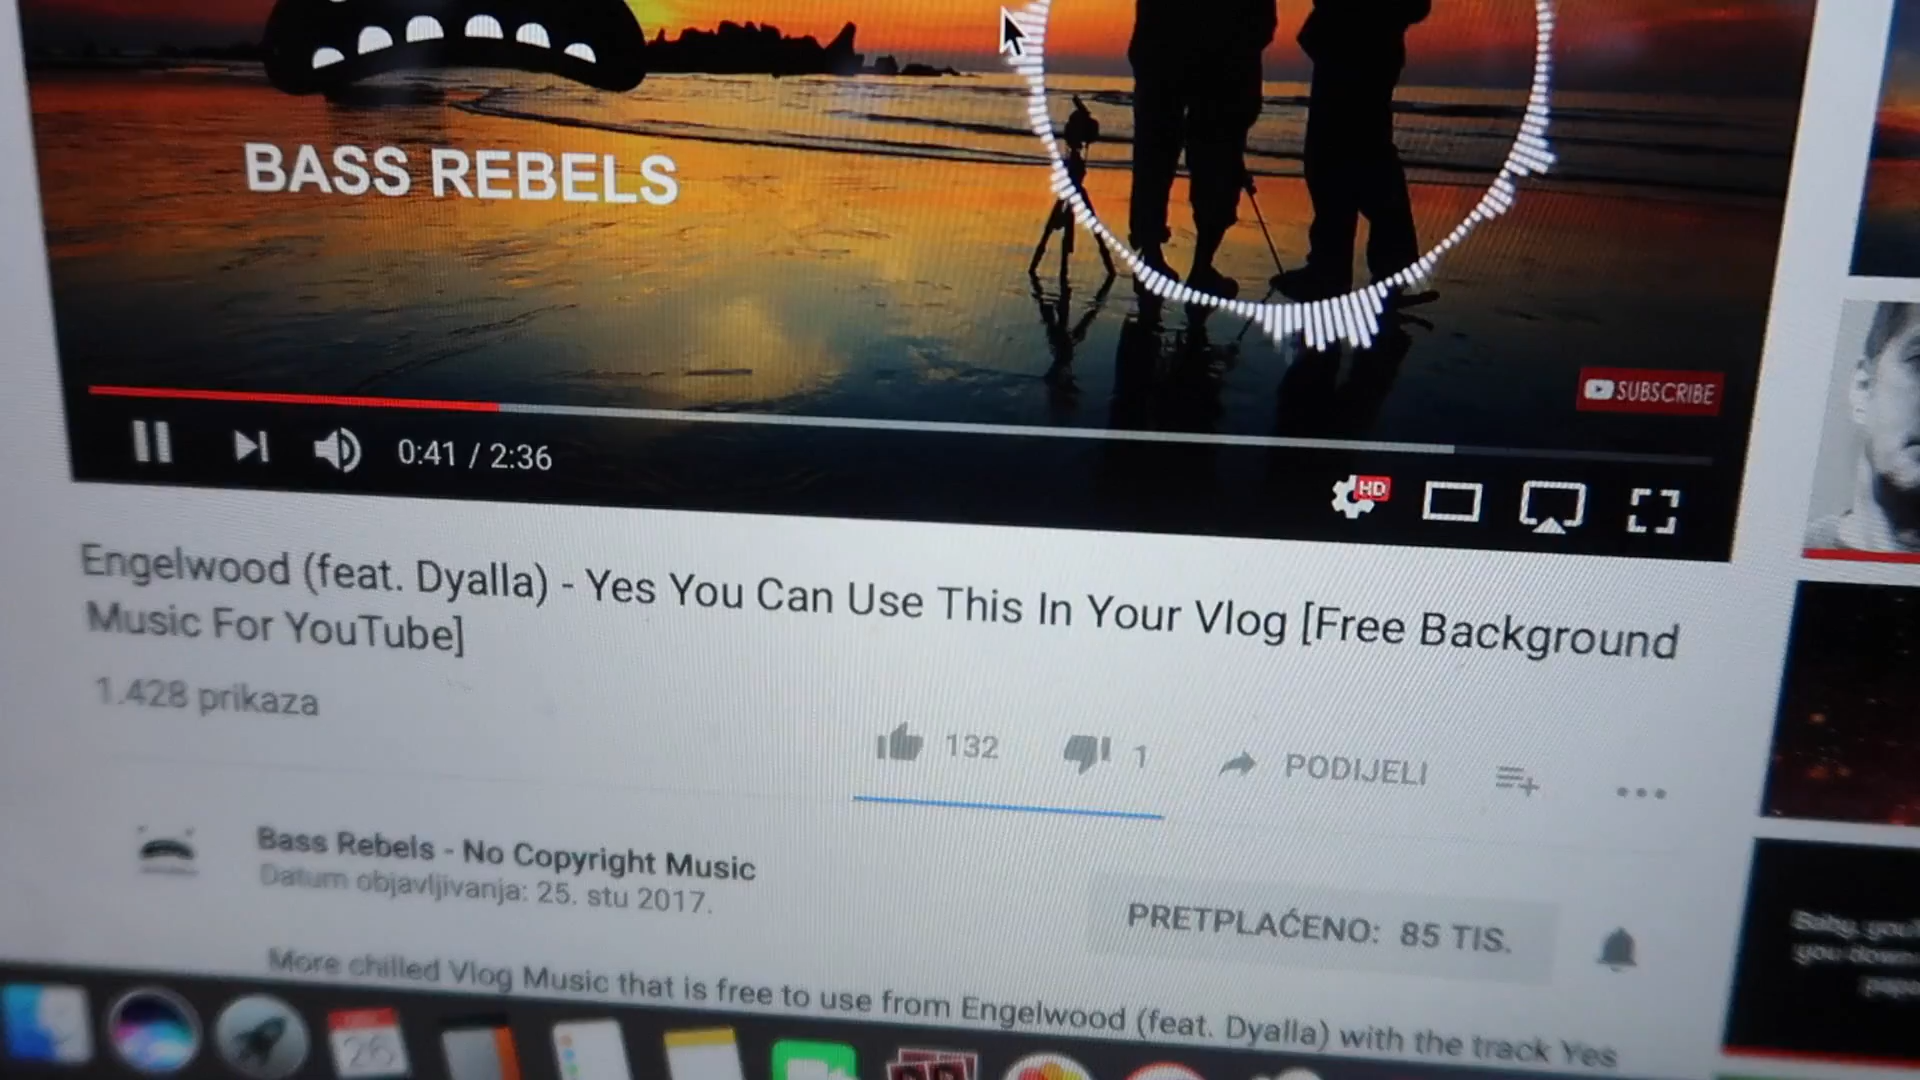 BASS REBELS
SUBSCRIBE
0:41 / 2:36
HD
Engelwood (feat. Dyalla) - Yes You Can Use This In Your Vlog [Free Background
Music For YouTube]
1.428 prikaza
132
1
PODIJELI
Bass Rebels - No Copyright Music
Datum objavljivanja: 25. stu 2017.
PRETPLAĆENO: 85 TIS.
More chilled Vlog Music that is free to use from Engelwood (feat. Dyalla) with the track Yes
26